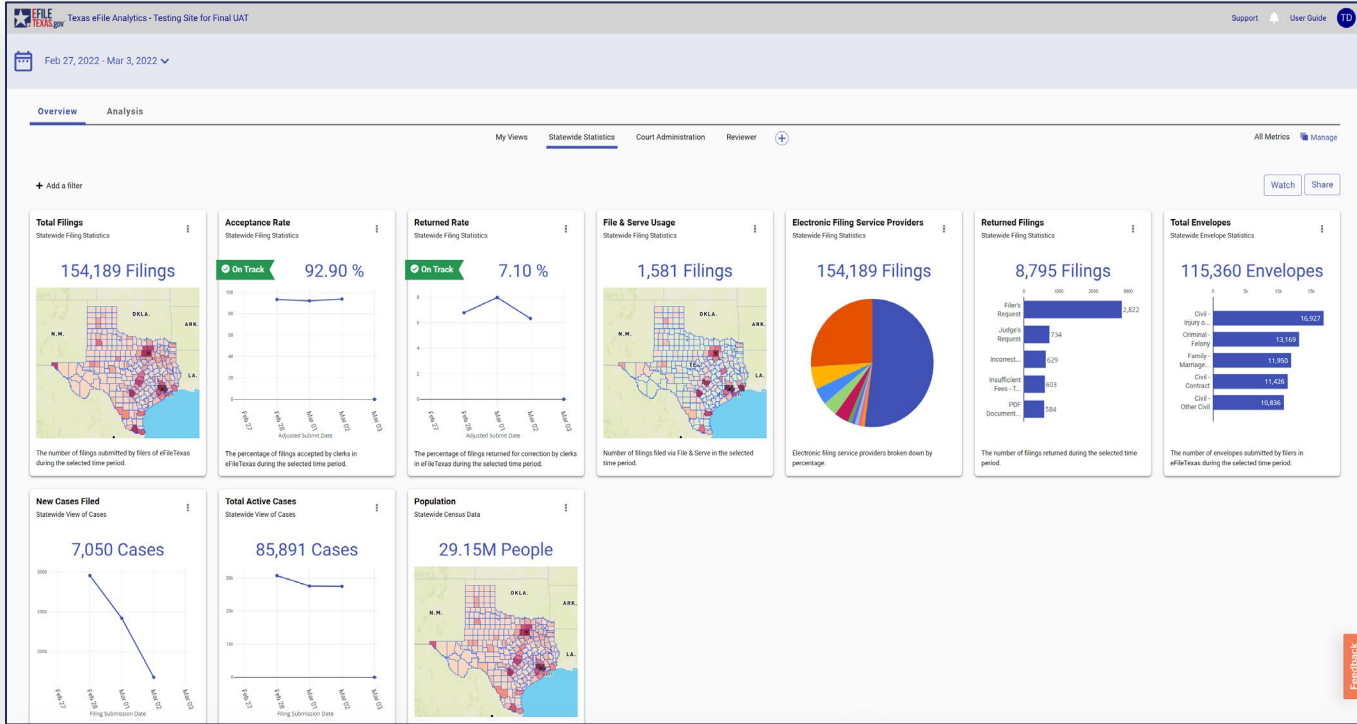 EFILE
TEXAS.gov
Texas eFile Analytics - Testing Site for Final UAT
Support
User Guide
TD
Feb 27, 2022 - Mar 3, 2022
Overview
Analysis
My Views
Statewide Statistics
Court Administration
Reviewer
All Metrics
Manage
+ Add a filter
Watch
Share
Total Filings
Statewide Filing Statistics
154,189 Filings
OKLA.
N.M.
ARK.
LA.
The number of filings submitted by filers of eFileTexas
during the selected time period.
Acceptance Rate
Statewide Filing Statistics
On Track
92.90 %
100
80
60
40
20
0
Feb 27
Feb 28
Mar 01
Mar 02
Mar 03
Adjusted Submit Date
The percentage of filings accepted by clerks in
eFileTexas during the selected time period.
Returned Rate
Statewide Filing Statistics
On Track
7.10 %
8
6
4
2
0
Feb 27
Feb 28
Mar 01
Mar 02
Mar 03
Adjusted Submit Date
The percentage of filings returned for correction by clerks
in eFileTexas during the selected time period.
File & Serve Usage
Statewide Filing Statistics
1,581 Filings
OKLA.
N.M.
ARK.
LA.
Number of filings filed via File & Serve in the selected
time period.
Electronic Filing Service Providers
Statewide Filing Statistics
154,189 Filings
Electronic filing service providers broken down by
percentage.
Returned Filings
Statewide Filing Statistics
8,795 Filings
0
1000
2000
3000
Filer's
Request
2,822
Judge's
Request
734
Incorrect...
629
Insufficient
Fees - T...
603
PDF
Document...
584
The number of filings returned during the selected time
period.
Total Envelopes
Statewide Envelope Statistics
115,360 Envelopes
0
5k
10k
15k
Civil -
Injury o...
16,927
Criminal -
Felony
13,169
Family -
Marriage...
11,950
Civil -
Contract
11,426
Civil -
Other Civil
10,836
The number of envelopes submitted by filers in
eFileTexas during the selected time period.
New Cases Filed
Statewide View of Cases
7,050 Cases
3000
2500
2000
Feb 27
Feb 28
Mar 01
Mar 02
Mar 03
Filing Submission Date
Total Active Cases
Statewide View of Cases
85,891 Cases
30k
20k
10k
0
Feb 27
Feb 28
Mar 01
Mar 02
Mar 03
Filing Submission Date
Population
Statewide Census Data
29.15M People
OKLA.
N.M.
ARK.
LA.
Feedback